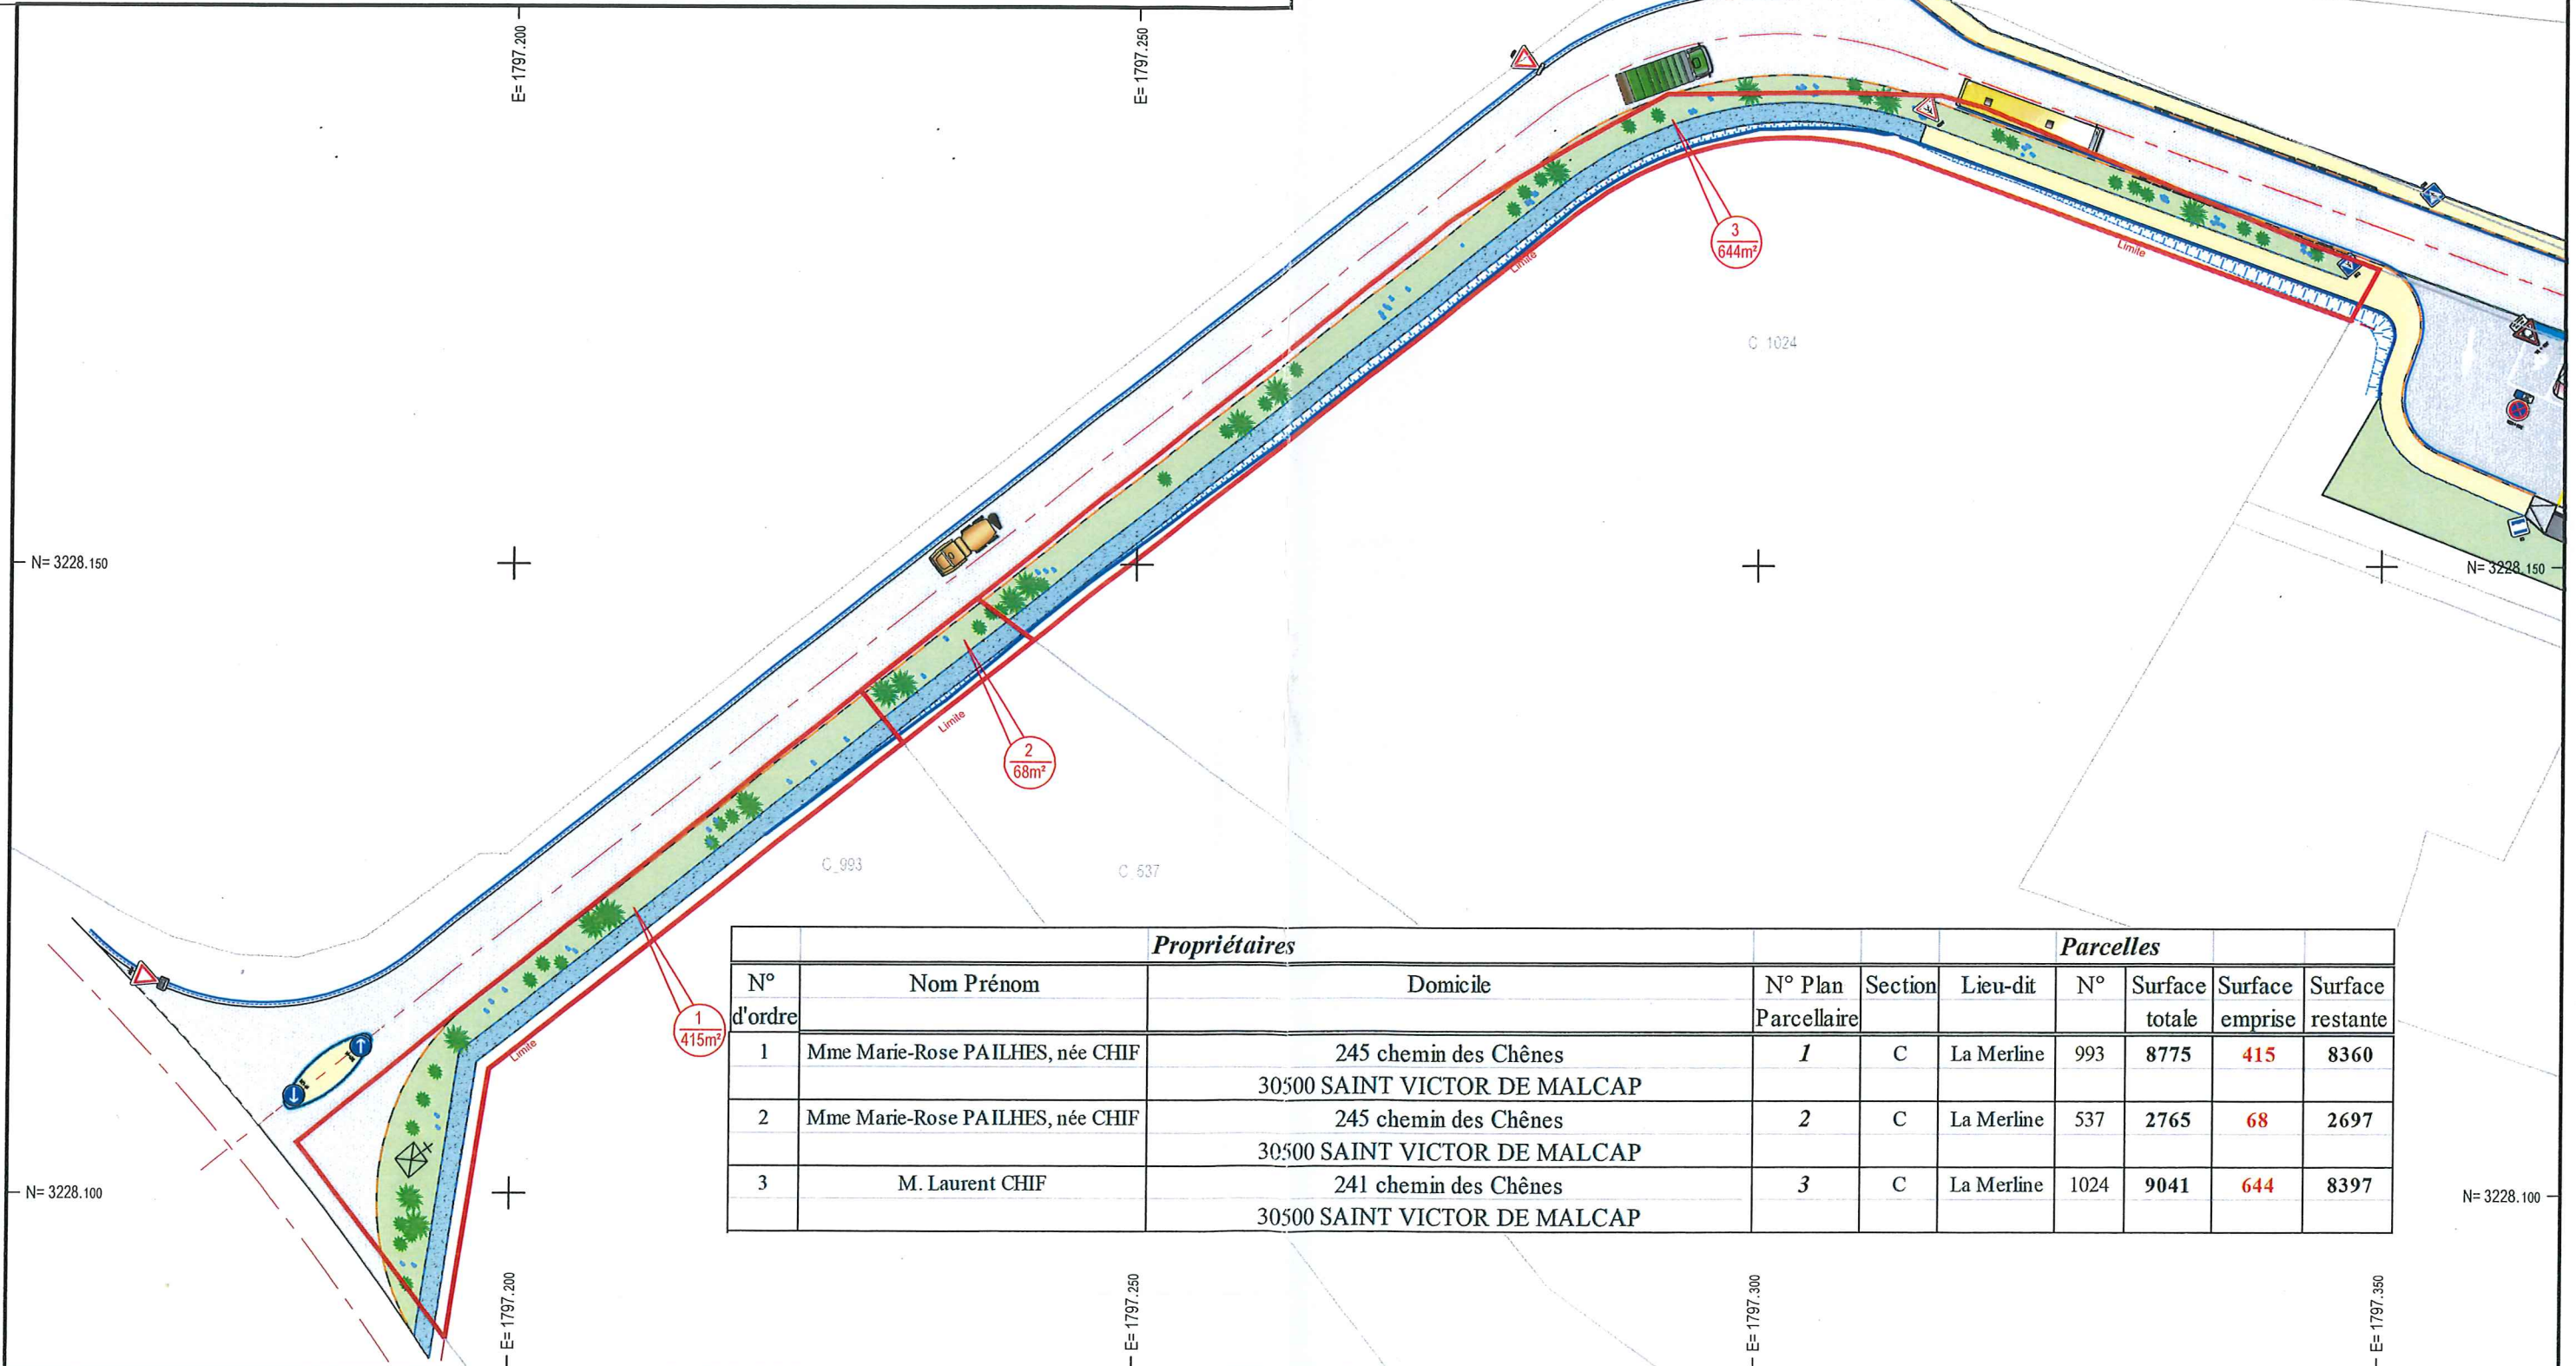 E= 1797.200
E= 1797.250
3
644m²
Limite
Limite
C 1024
N= 3228.150
N= 3228.150
2
68m²
Limite
C 993
C 537
1
415m²
Limite
Propriétaires Parcelles
N° d'ordre Nom Prénom Domicile N° Plan Parcellaire Section Lieu-dit N° Surface totale Surface emprise Surface restante
1 Mme Marie-Rose PAILHES, née CHIF 245 chemin des Chênes 1 C La Merline 993 8775 415 8360
30500 SAINT VICTOR DE MALCAP
2 Mme Marie-Rose PAILHES, née CHIF 245 chemin des Chênes 2 C La Merline 537 2765 68 2697
30500 SAINT VICTOR DE MALCAP
3 M. Laurent CHIF 241 chemin des Chênes 3 C La Merline 1024 9041 644 8397
30500 SAINT VICTOR DE MALCAP
N= 3228.100
N= 3228.100
E= 1797.200
E= 1797.250
E= 1797.300
E= 1797.350